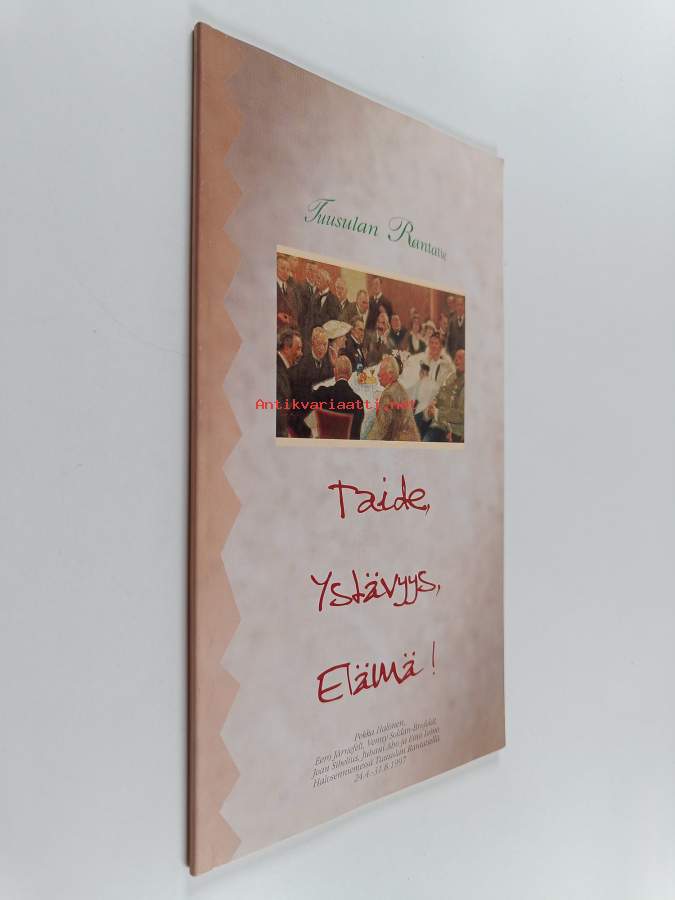 Tuusulan Rantatie
Antikvariaatti.net
Taide,
Ystävyys,
Elämä!
Pekka Halonen,
Eero Järnefelt, Venny Soldan-Brofeldt,
Jean Sibelius, Juhani Aho ja Eino Leino
Halosenniemessä Tuusulan Rantatiellä
24.4.-31.8.1997